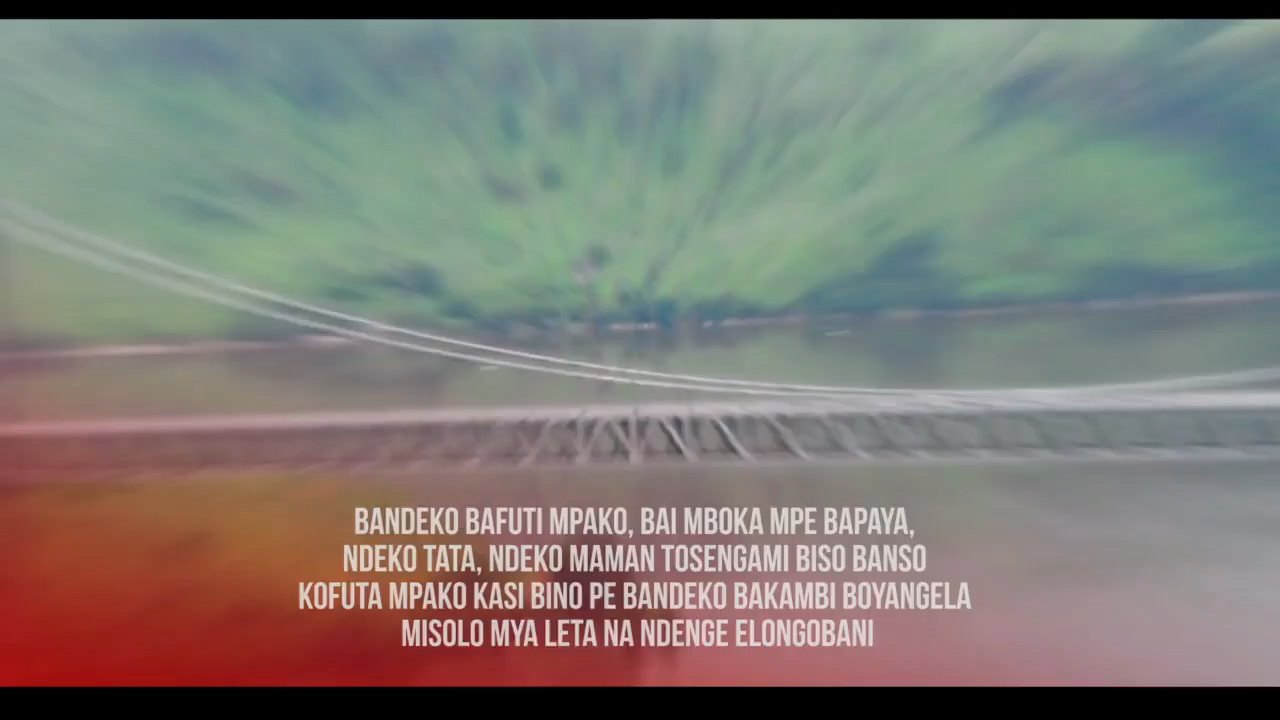 BANDEKO BAFUTI MPAKO, BAI MBOKA MPE BAPAYA,
NDEKO TATA, NDEKO MAMAN TOSENGAMI BISO BANSO
KOFUTA MPAKO KASI BINO PE BANDEKO BAKAMBI BOYANGELA
MISOLO MYA LETA NA NDENGE ELONGOBANI